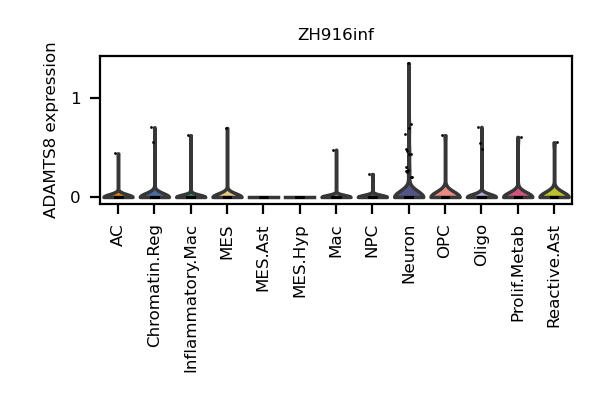 ZH916inf
ADAMTS8 expression
1
0
AC
Chromatin.Reg
Inflammatory.Mac
MES
MES.Ast
MES.Hyp
Mac
NPC
Neuron
OPC
Oligo
Prolif.Metab
Reactive.Ast